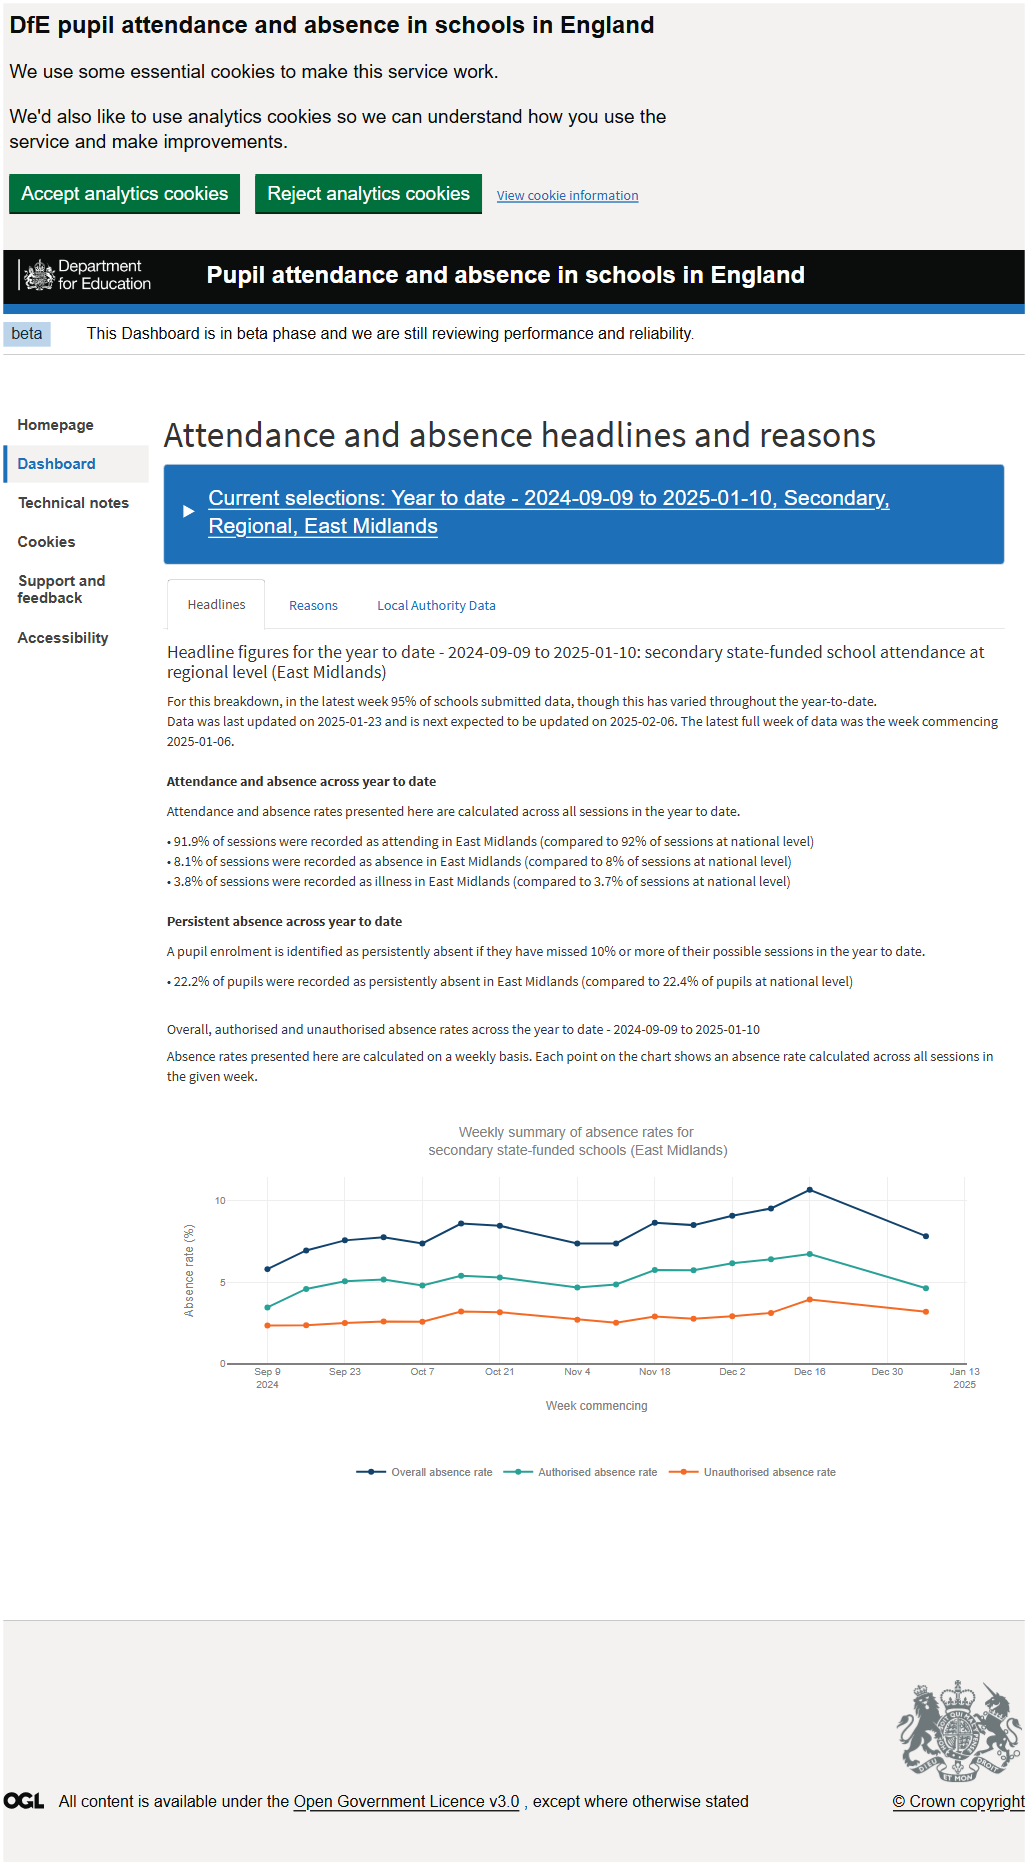 DfE pupil attendance and absence in schools in England
We use some essential cookies to make this service work.
We'd also like to use analytics cookies so we can understand how you use the
service and make improvements.
Accept analytics cookies Reject analytics cookies View cookie information
Department
for Education
Pupil attendance and absence in schools in England
beta This Dashboard is in beta phase and we are still reviewing performance and reliability.
Homepage
Dashboard
Technical notes
Cookies
Support and
feedback
Accessibility
Attendance and absence headlines and reasons
Current selections: Year to date - 2024-09-09 to 2025-01-10, Secondary,
Regional, East Midlands
Headlines Reasons Local Authority Data
Headline figures for the year to date - 2024-09-09 to 2025-01-10: secondary state-funded school attendance at
regional level (East Midlands)
For this breakdown, in the latest week 95% of schools submitted data, though this has varied throughout the year-to-date.
Data was last updated on 2025-01-23 and is next expected to be updated on 2025-02-06. The latest full week of data was the week commencing
2025-01-06.
Attendance and absence across year to date
Attendance and absence rates presented here are calculated across all sessions in the year to date.
• 91.9% of sessions were recorded as attending in East Midlands (compared to 92% of sessions at national level)
• 8.1% of sessions were recorded as absence in East Midlands (compared to 8% of sessions at national level)
• 3.8% of sessions were recorded as illness in East Midlands (compared to 3.7% of sessions at national level)
Persistent absence across year to date
A pupil enrolment is identified as persistently absent if they have missed 10% or more of their possible sessions in the year to date.
• 22.2% of pupils were recorded as persistently absent in East Midlands (compared to 22.4% of pupils at national level)
Overall, authorised and unauthorised absence rates across the year to date - 2024-09-09 to 2025-01-10
Absence rates presented here are calculated on a weekly basis. Each point on the chart shows an absence rate calculated across all sessions in
the given week.
Weekly summary of absence rates for
secondary state-funded schools (East Midlands)
Absence rate (%)
10
5
0
Sep 9 Sep 23 Oct 7 Oct 21 Nov 4 Nov 18 Dec 2 Dec 16 Dec 30 Jan 13
2024 2025
Week commencing
Overall absence rate Authorised absence rate Unauthorised absence rate
DIEU ET MON DROIT
OGL All content is available under the Open Government Licence v3.0 , except where otherwise stated
© Crown copyright